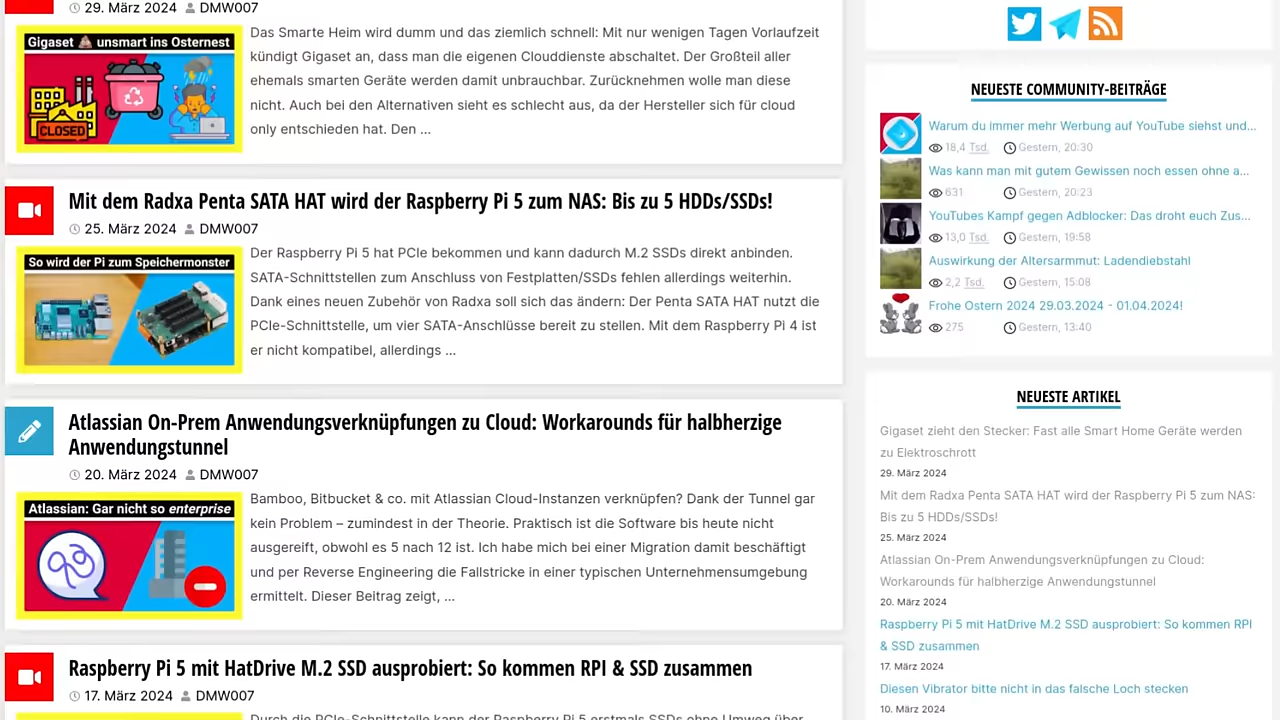 29. März 2024 DMW007
Gigaset 💩 unsmart ins Osternest
CLOSED
Das Smarte Heim wird dumm und das ziemlich schnell: Mit nur wenigen Tagen Vorlaufzeit
kündigt Gigaset an, dass man die eigenen Clouddienste abschaltet. Der Großteil aller
ehemals smarten Geräte werden damit unbrauchbar. Zurücknehmen wolle man diese
nicht. Auch bei den Alternativen sieht es schlecht aus, da der Hersteller sich für cloud
only entschieden hat. Den ...
Mit dem Radxa Penta SATA HAT wird der Raspberry Pi 5 zum NAS: Bis zu 5 HDDs/SSDs!
25. März 2024 DMW007
So wird der Pi zum Speichermonster
Der Raspberry Pi 5 hat PCIe bekommen und kann dadurch M.2 SSDs direkt anbinden.
SATA-Schnittstellen zum Anschluss von Festplatten/SSDs fehlen allerdings weiterhin.
Dank eines neuen Zubehör von Radxa soll sich das ändern: Der Penta SATA HAT nutzt die
PCIe-Schnittstelle, um vier SATA-Anschlüsse bereit zu stellen. Mit dem Raspberry Pi 4 ist
er nicht kompatibel, allerdings ...
Atlassian On-Prem Anwendungsverknüpfungen zu Cloud: Workarounds für halbherzige
Anwendungstunnel
20. März 2024 DMW007
Atlassian: Gar nicht so enterprise
Bamboo, Bitbucket & co. mit Atlassian Cloud-Instanzen verknüpfen? Dank der Tunnel gar
kein Problem – zumindest in der Theorie. Praktisch ist die Software bis heute nicht
ausgereift, obwohl es 5 nach 12 ist. Ich habe mich bei einer Migration damit beschäftigt
und per Reverse Engineering die Fallstricke in einer typischen Unternehmensumgebung
ermittelt. Dieser Beitrag zeigt, ...
Raspberry Pi 5 mit HatDrive M.2 SSD ausprobiert: So kommen RPI & SSD zusammen
17. März 2024 DMW007
Durch die PCIe-Schnittstelle kann der Raspberry Pi 5 erstmals SSDs ohne Umweg über
NEUESTE COMMUNITY-BEITRÄGE
Warum du immer mehr Werbung auf YouTube siehst und...
18,4 Tsd. Gestern, 20:30
Was kann man mit gutem Gewissen noch essen ohne a...
631 Gestern, 20:23
YouTubes Kampf gegen Adblocker: Das droht euch Zus...
13,0 Tsd. Gestern, 19:58
Auswirkung der Altersarmut: Ladendiebstahl
2,2 Tsd. Gestern, 15:08
Frohe Ostern 2024 29.03.2024 - 01.04.2024!
275 Gestern, 13:40
NEUESTE ARTIKEL
Gigaset zieht den Stecker: Fast alle Smart Home Geräte werden
zu Elektroschrott
29. März 2024
Mit dem Radxa Penta SATA HAT wird der Raspberry Pi 5 zum NAS:
Bis zu 5 HDDs/SSDs!
25. März 2024
Atlassian On-Prem Anwendungsverknüpfungen zu Cloud:
Workarounds für halbherzige Anwendungstunnel
20. März 2024
Raspberry Pi 5 mit HatDrive M.2 SSD ausprobiert: So kommen RPI
& SSD zusammen
17. März 2024
Diesen Vibrator bitte nicht in das falsche Loch stecken
10. März 2024